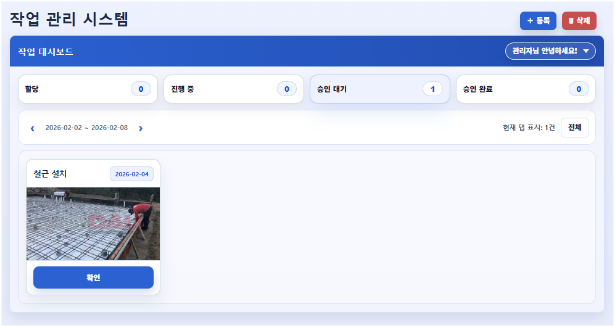 작업 관리 시스템
+ 등록
삭제
작업 대시보드
관리자님 안녕하세요!
할당 0
진행 중 0
승인 대기 1
승인 완료 0
‹ 2026-02-02 ~ 2026-02-08 ›
현재 탭 표시: 1건
전체
철근 설치
2026-02-04
확인